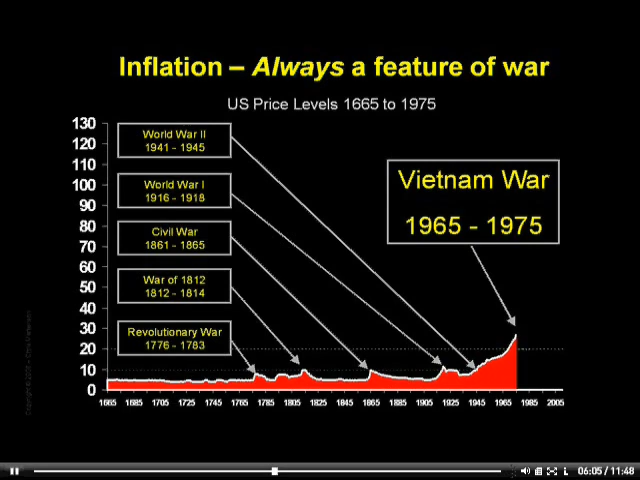 Inflation – Always a feature of war
US Price Levels 1665 to 1975
130
120
110
100
90
80
70
60
50
40
30
20
10
0
World War II
1941 - 1945
World War I
1916 - 1918
Civil War
1861 - 1865
War of 1812
1812 - 1814
Revolutionary War
1776 - 1783
Vietnam War
1965 - 1975
1665 1685 1705 1725 1745 1765 1785 1805 1825 1845 1865 1885 1905 1925 1945 1965 1985 2005
06:05 / 11:48